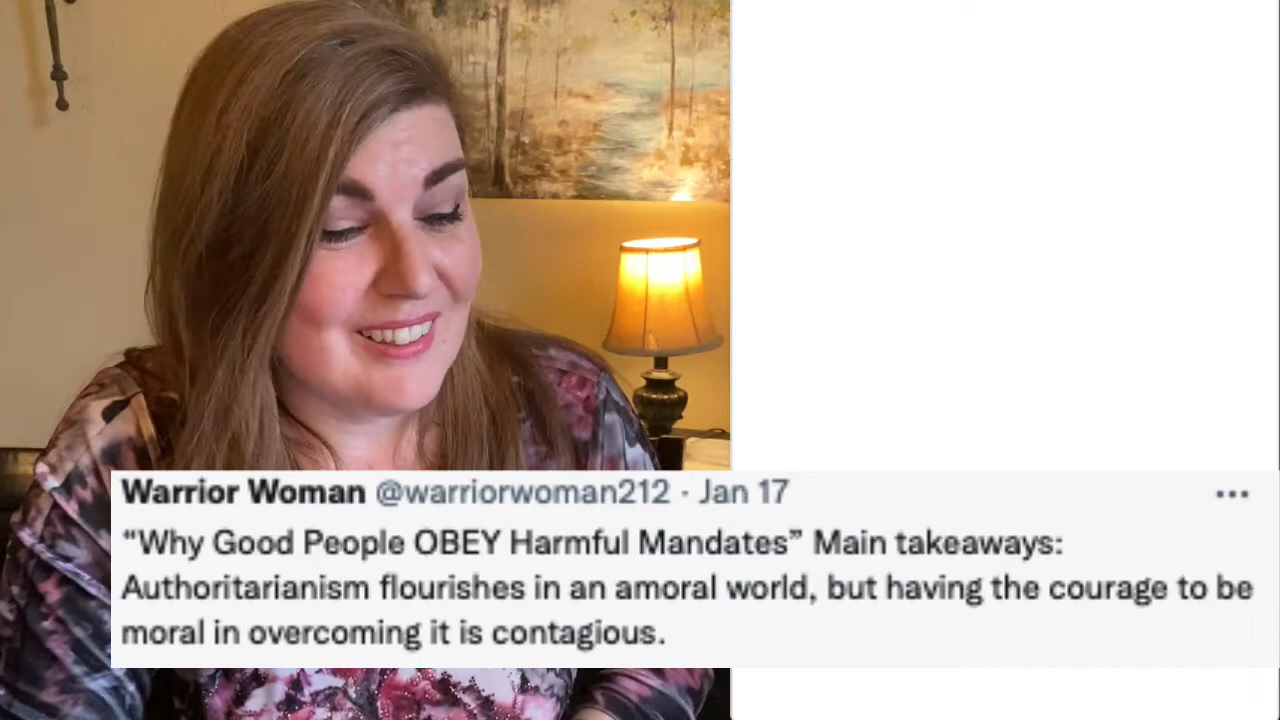 Warrior Woman @warriorwoman212 · Jan 17 ...
“Why Good People OBEY Harmful Mandates” Main takeaways:
Authoritarianism flourishes in an amoral world, but having the courage to be
moral in overcoming it is contagious.